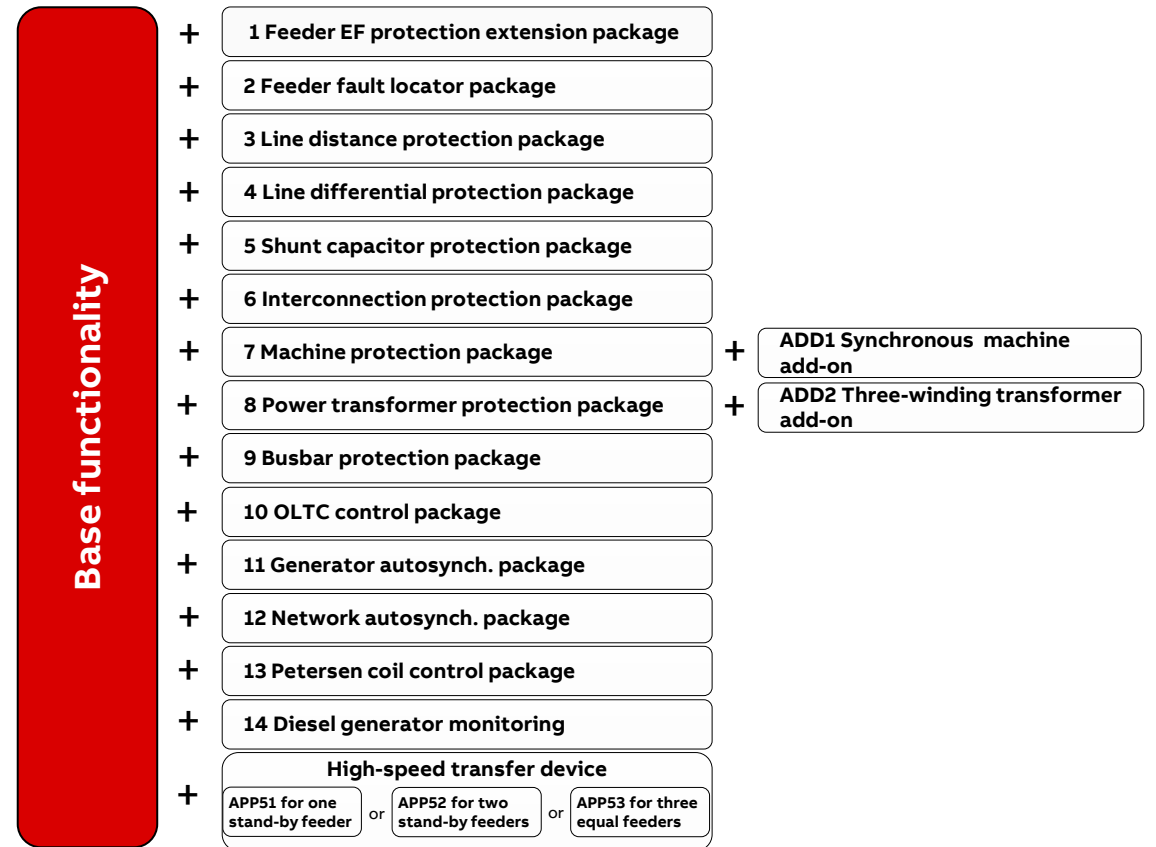 Base functionality
+ 1 Feeder EF protection extension package
+ 2 Feeder fault locator package
+ 3 Line distance protection package
+ 4 Line differential protection package
+ 5 Shunt capacitor protection package
+ 6 Interconnection protection package
+ 7 Machine protection package
+ ADD1 Synchronous machine
add-on
+ 8 Power transformer protection package
+ ADD2 Three-winding transformer
add-on
+ 9 Busbar protection package
+ 10 OLTC control package
+ 11 Generator autosynch. package
+ 12 Network autosynch. package
+ 13 Petersen coil control package
+ 14 Diesel generator monitoring
+ High-speed transfer device
APP51 for one
stand-by feeder
or
APP52 for two
stand-by feeders
or
APP53 for three
equal feeders